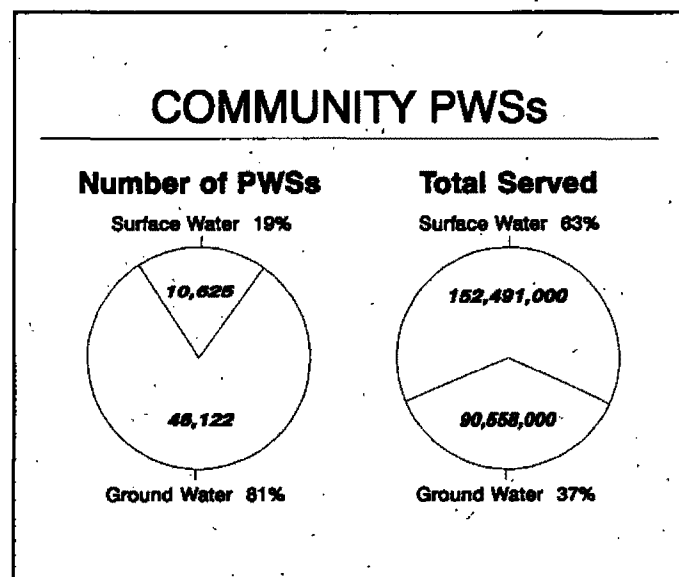 COMMUNITY PWSs
Number of PWSs
Surface Water 19%
10,625
46,122
Ground Water 81%
Total Served
Surface Water 63%
152,491,000
90,558,000
Ground Water 37%